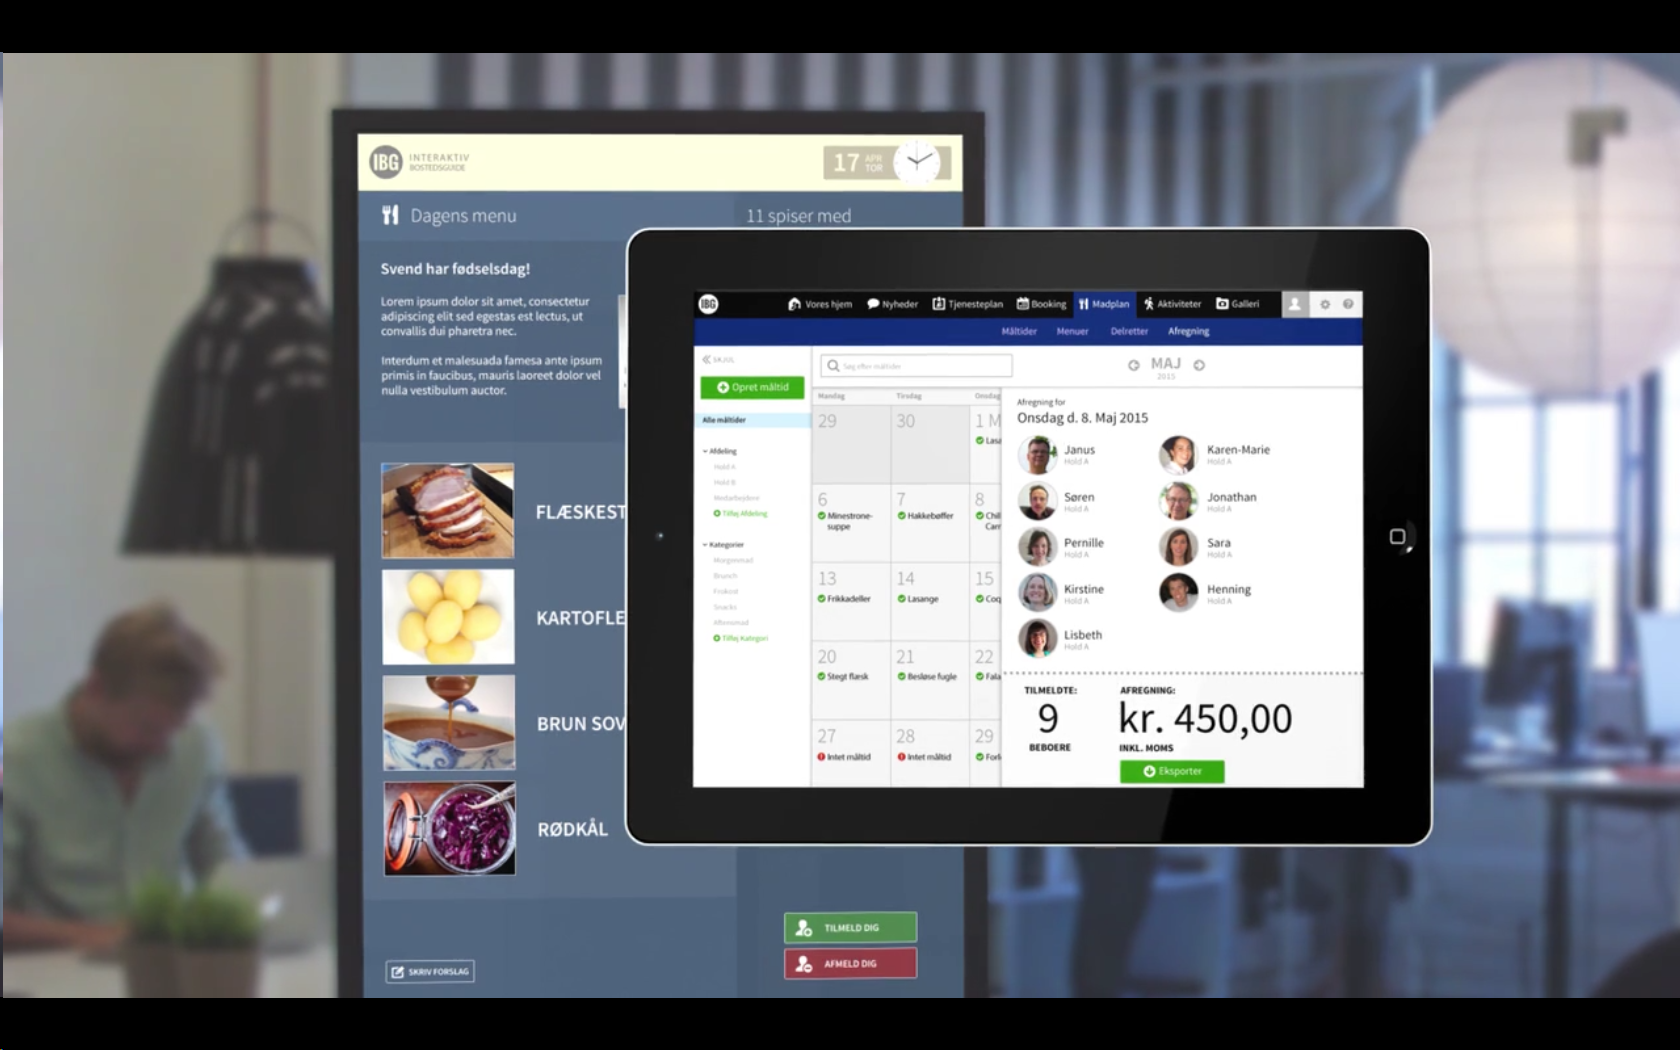 IBG INTERAKTIV
BOSTEDSGUIDE
17 APR
TOR
Dagens menu
11 spiser med
Svend har fødselsdag!
Lorem ipsum dolor sit amet, consectetur
adipiscing elit sed egestas est lectus, ut
convallis dui pharetra nec.
Interdum et malesuada famesa ante ipsum
primis in faucibus, mauris laoreet dolor vel
nulla vestibulum auctor.
FLÆSKEST
KARTOFLE
BRUN SOV
RØDKÅL
SKRIV FORSLAG
TILMELD DIG
AFMELD DIG
IBG
Vores hjem
Nyheder
Tjenesteplan
Booking
Madplan
Aktiviteter
Galleri
Måltider
Menuer
Delretter
Afregning
SKJUL
Opret måltid
Alle måltider
Afdeling
Hold A
Hold B
Medarbejdere
Tilføj Afdeling
Kategorier
Morgenmad
Brunch
Frokost
Snacks
Aftensmad
Tilføj Kategori
Søg efter måltider
MAJ
2015
Mandag
Tirsdag
Onsdag
29
30
1 M
Lasa
6
Minestrone-
suppe
7
Hakkebøffer
8
Chil
Carr
13
Frikkadeller
14
Lasange
15
Coq
20
Stegt flæsk
21
Besløse fugle
22
Fala
27
Intet måltid
28
Intet måltid
29
Forl
Afregning for
Onsdag d. 8. Maj 2015
Janus
Hold A
Karen-Marie
Hold A
Søren
Hold A
Jonathan
Hold A
Pernille
Hold A
Sara
Hold A
Kirstine
Hold A
Henning
Hold A
Lisbeth
Hold A
TILMELDTE:
9
BEBOERE
AFREGNING:
kr. 450,00
INKL. MOMS
Eksporter